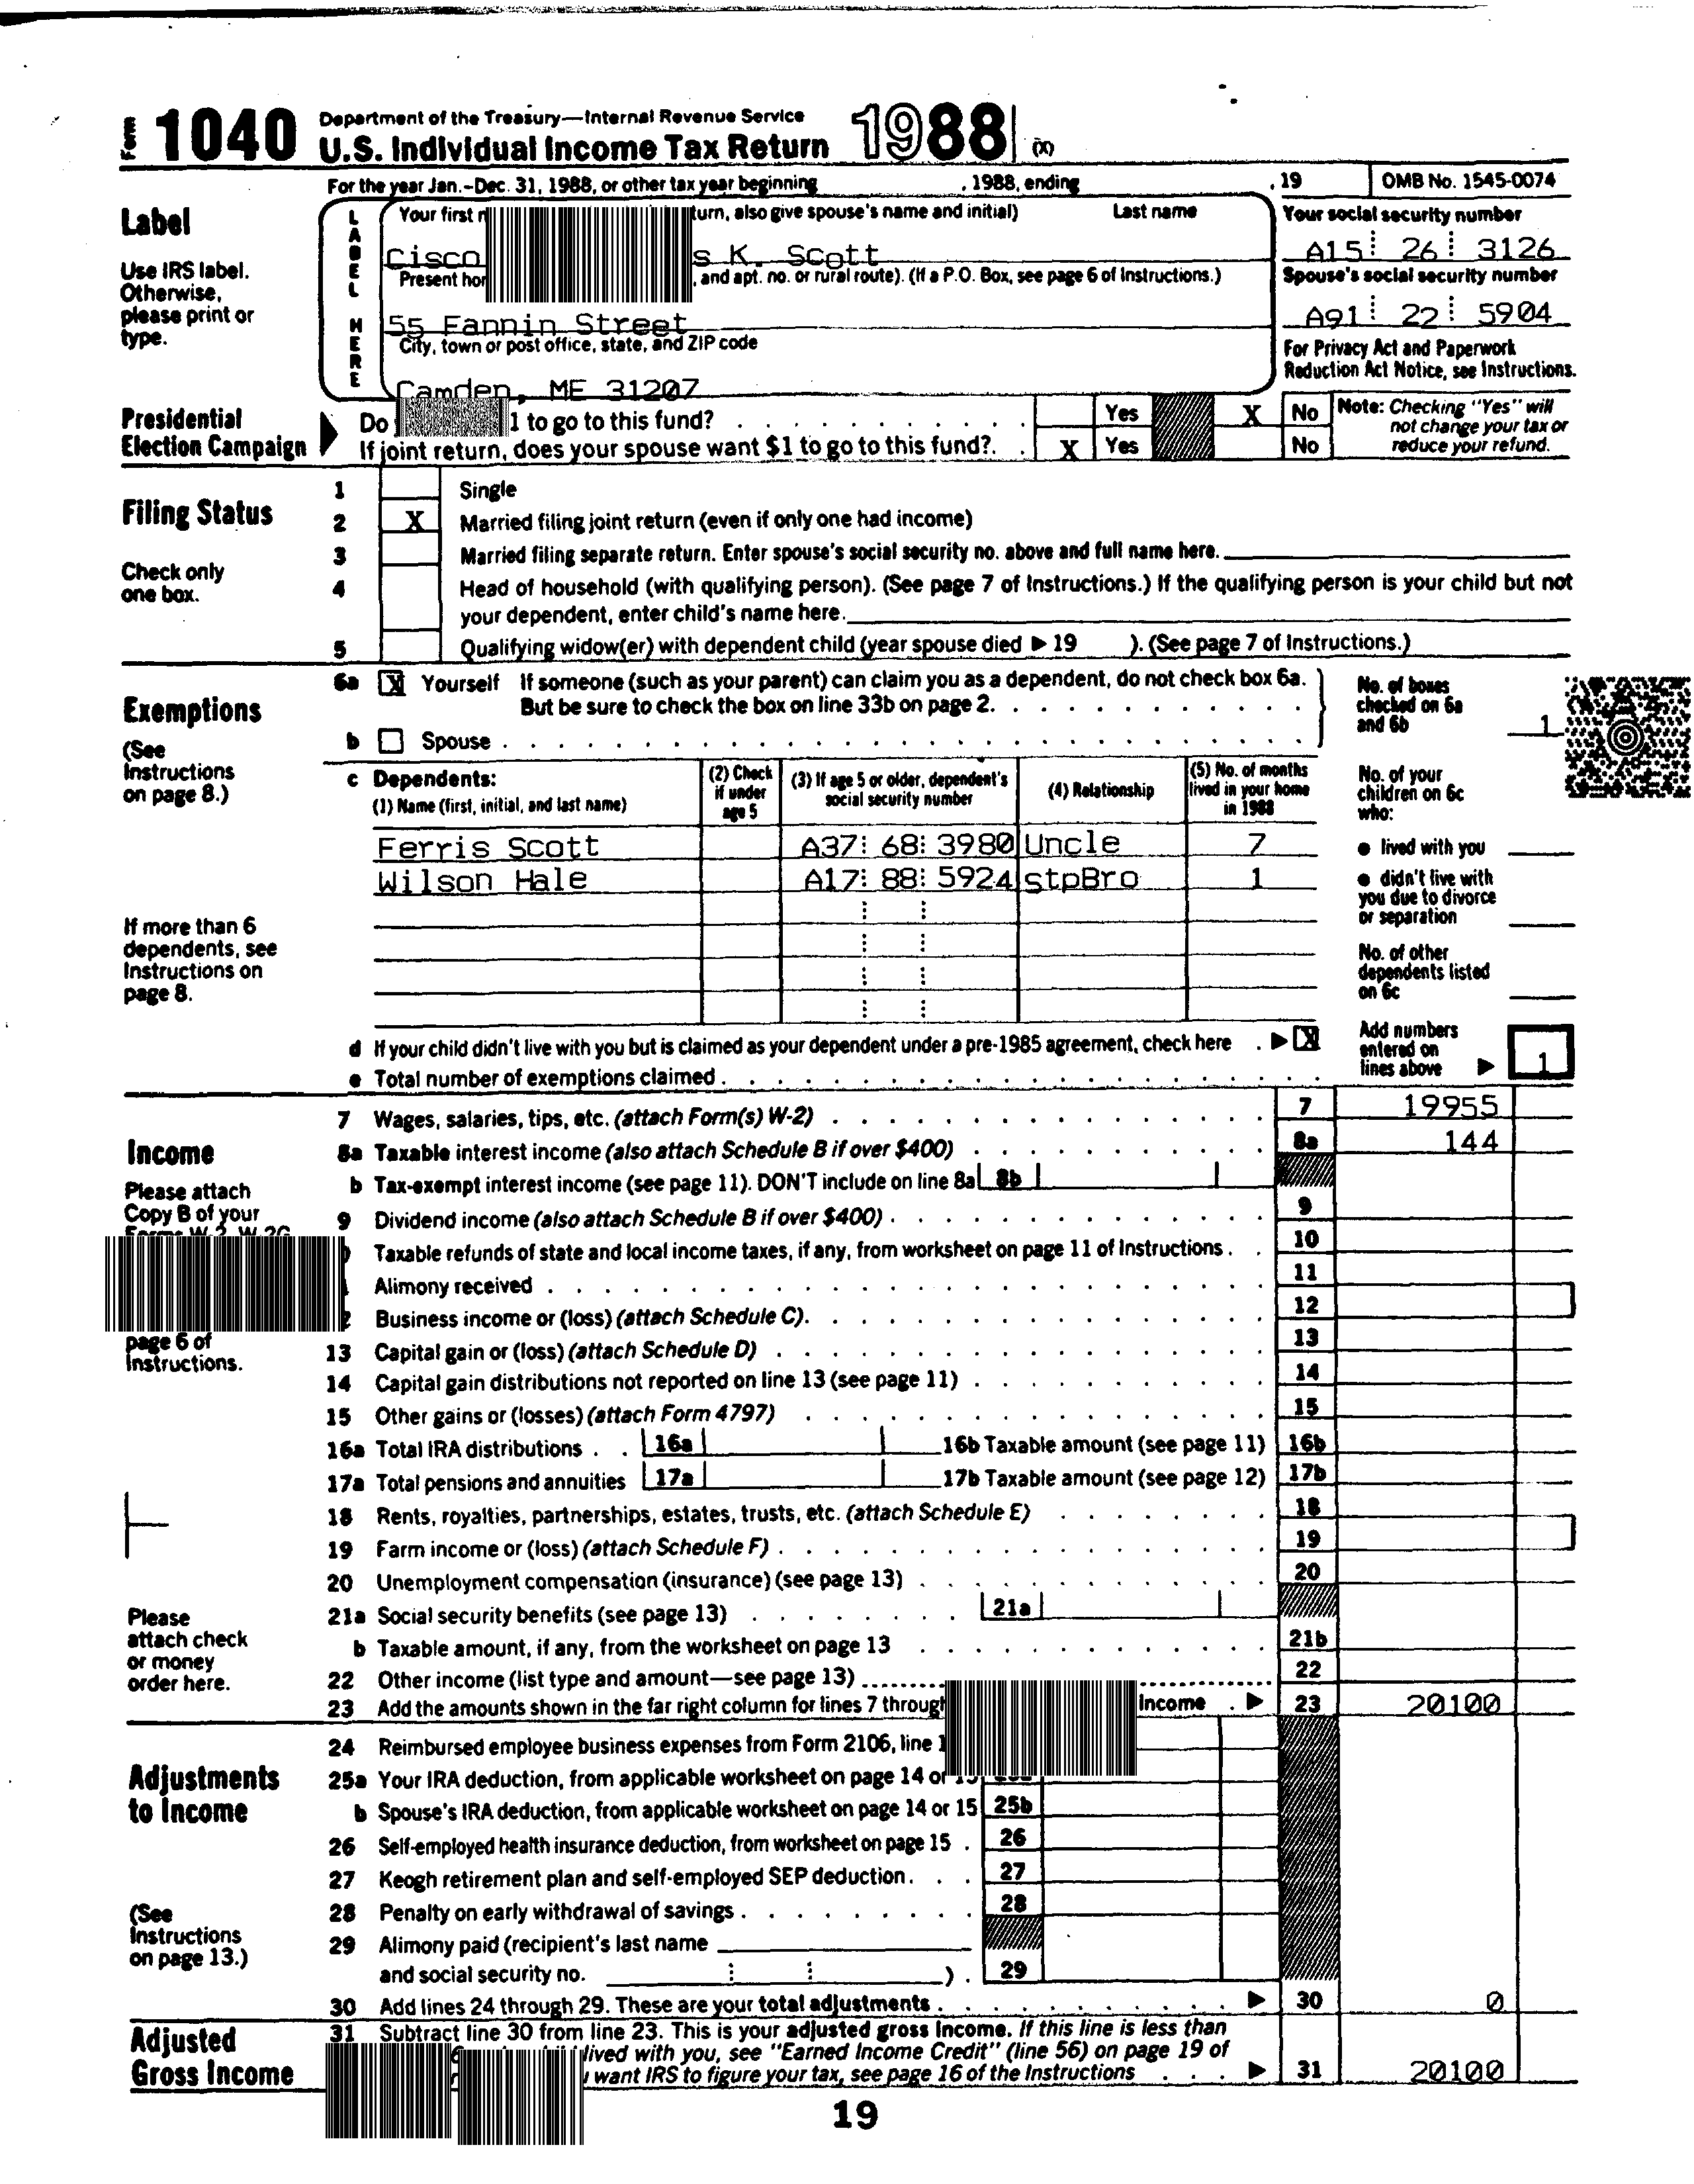 Form 1040 Department of the Treasury—Internal Revenue Service
U.S. Individual Income Tax Return 1988 (X)
For the year Jan.–Dec. 31, 1988, or other tax year beginning , 1988, ending , 19 OMB No. 1545-0074
Label
Use IRS label. Otherwise, please print or type.
LABEL HERE
Your first turn, also give spouse's name and initial) Last name
Cisco s K. Scott
Your social security number
A15 26 3126
Present , and apt. no. or rural route). (If a P.O. Box, see page 6 of Instructions.)
55 Fannin Street
Spouse's social security number
A91 22 5904
City, town or post office, state, and ZIP code
Camden, ME 31207
For Privacy Act and Paperwork Reduction Act Notice, see Instructions.
Presidential Election Campaign
Do 1 to go to this fund? Yes X No
If joint return, does your spouse want $1 to go to this fund? X Yes No
Note: Checking "Yes" will not change your tax or reduce your refund.
Filing Status
Check only one box.
1 Single
2 X Married filing joint return (even if only one had income)
3 Married filing separate return. Enter spouse's social security no. above and full name here.
4 Head of household (with qualifying person). (See page 7 of Instructions.) If the qualifying person is your child but not
your dependent, enter child's name here.
5 Qualifying widow(er) with dependent child (year spouse died ▶ 19 ). (See page 7 of Instructions.)
Exemptions
(See Instructions on page 8.)
6a X Yourself If someone (such as your parent) can claim you as a dependent, do not check box 6a.
But be sure to check the box on line 33b on page 2.
b Spouse
No. of boxes checked on 6a and 6b 1
c Dependents:
(1) Name (first, initial, and last name)
(2) Check if under age 5
(3) If age 5 or older, dependent's social security number
(4) Relationship
(5) No. of months lived in your home in 1988
Ferris Scott A37 68 3980 Uncle 7
Wilson Hale A17 88 5924 stpBro 1
No. of your children on 6c who:
● lived with you
● didn't live with you due to divorce or separation
No. of other dependents listed on 6c
If more than 6 dependents, see Instructions on page 8.
d If your child didn't live with you but is claimed as your dependent under a pre-1985 agreement, check here ▶ X
e Total number of exemptions claimed
Add numbers entered on lines above ▶ 1
Income
Please attach Copy B of your Forms W-2, W-2G
page 6 of Instructions.
7 Wages, salaries, tips, etc. (attach Form(s) W-2) 7 19955
8a Taxable interest income (also attach Schedule B if over $400) 8a 144
b Tax-exempt interest income (see page 11). DON'T include on line 8a 8b
9 Dividend income (also attach Schedule B if over $400) 9
Taxable refunds of state and local income taxes, if any, from worksheet on page 11 of Instructions 10
Alimony received 11
Business income or (loss) (attach Schedule C) 12
13 Capital gain or (loss) (attach Schedule D) 13
14 Capital gain distributions not reported on line 13 (see page 11) 14
15 Other gains or (losses) (attach Form 4797) 15
16a Total IRA distributions 16a 16b Taxable amount (see page 11) 16b
17a Total pensions and annuities 17a 17b Taxable amount (see page 12) 17b
18 Rents, royalties, partnerships, estates, trusts, etc. (attach Schedule E) 18
19 Farm income or (loss) (attach Schedule F) 19
20 Unemployment compensation (insurance) (see page 13) 20
Please attach check or money order here.
21a Social security benefits (see page 13) 21a
b Taxable amount, if any, from the worksheet on page 13 21b
22 Other income (list type and amount—see page 13) 22
23 Add the amounts shown in the far right column for lines 7 through income ▶ 23 20100
Adjustments to Income
(See Instructions on page 13.)
24 Reimbursed employee business expenses from Form 2106, line
25a Your IRA deduction, from applicable worksheet on page 14 or 15
b Spouse's IRA deduction, from applicable worksheet on page 14 or 15 25b
26 Self-employed health insurance deduction, from worksheet on page 15 26
27 Keogh retirement plan and self-employed SEP deduction 27
28 Penalty on early withdrawal of savings 28
29 Alimony paid (recipient's last name
and social security no. ) 29
30 Add lines 24 through 29. These are your total adjustments ▶ 30 0
Adjusted Gross Income
31 Subtract line 30 from line 23. This is your adjusted gross income. If this line is less than
lived with you, see "Earned Income Credit" (line 56) on page 19 of
want IRS to figure your tax, see page 16 of the Instructions ▶ 31 20100
19